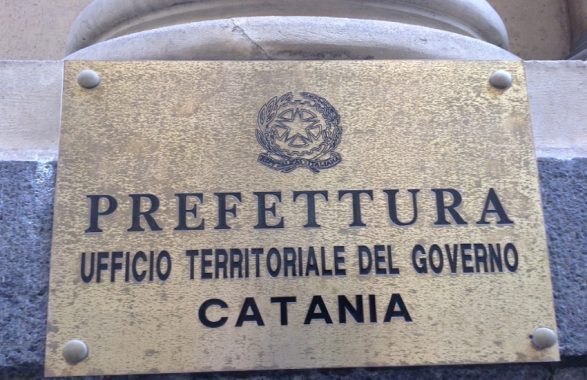 PREFETTURA
UFFICIO TERRITORIALE DEL GOVERNO
CATANIA